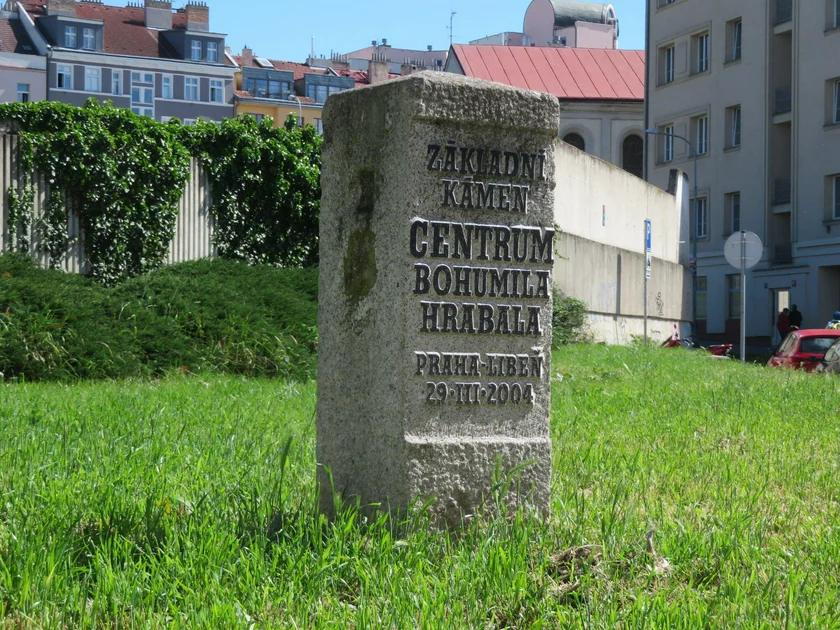 ZÁKLADNÍ
KÁMEN
CENTRUM
BOHUMILA
HRABALA
PRAHA-LIBEŇ
29·III·2004